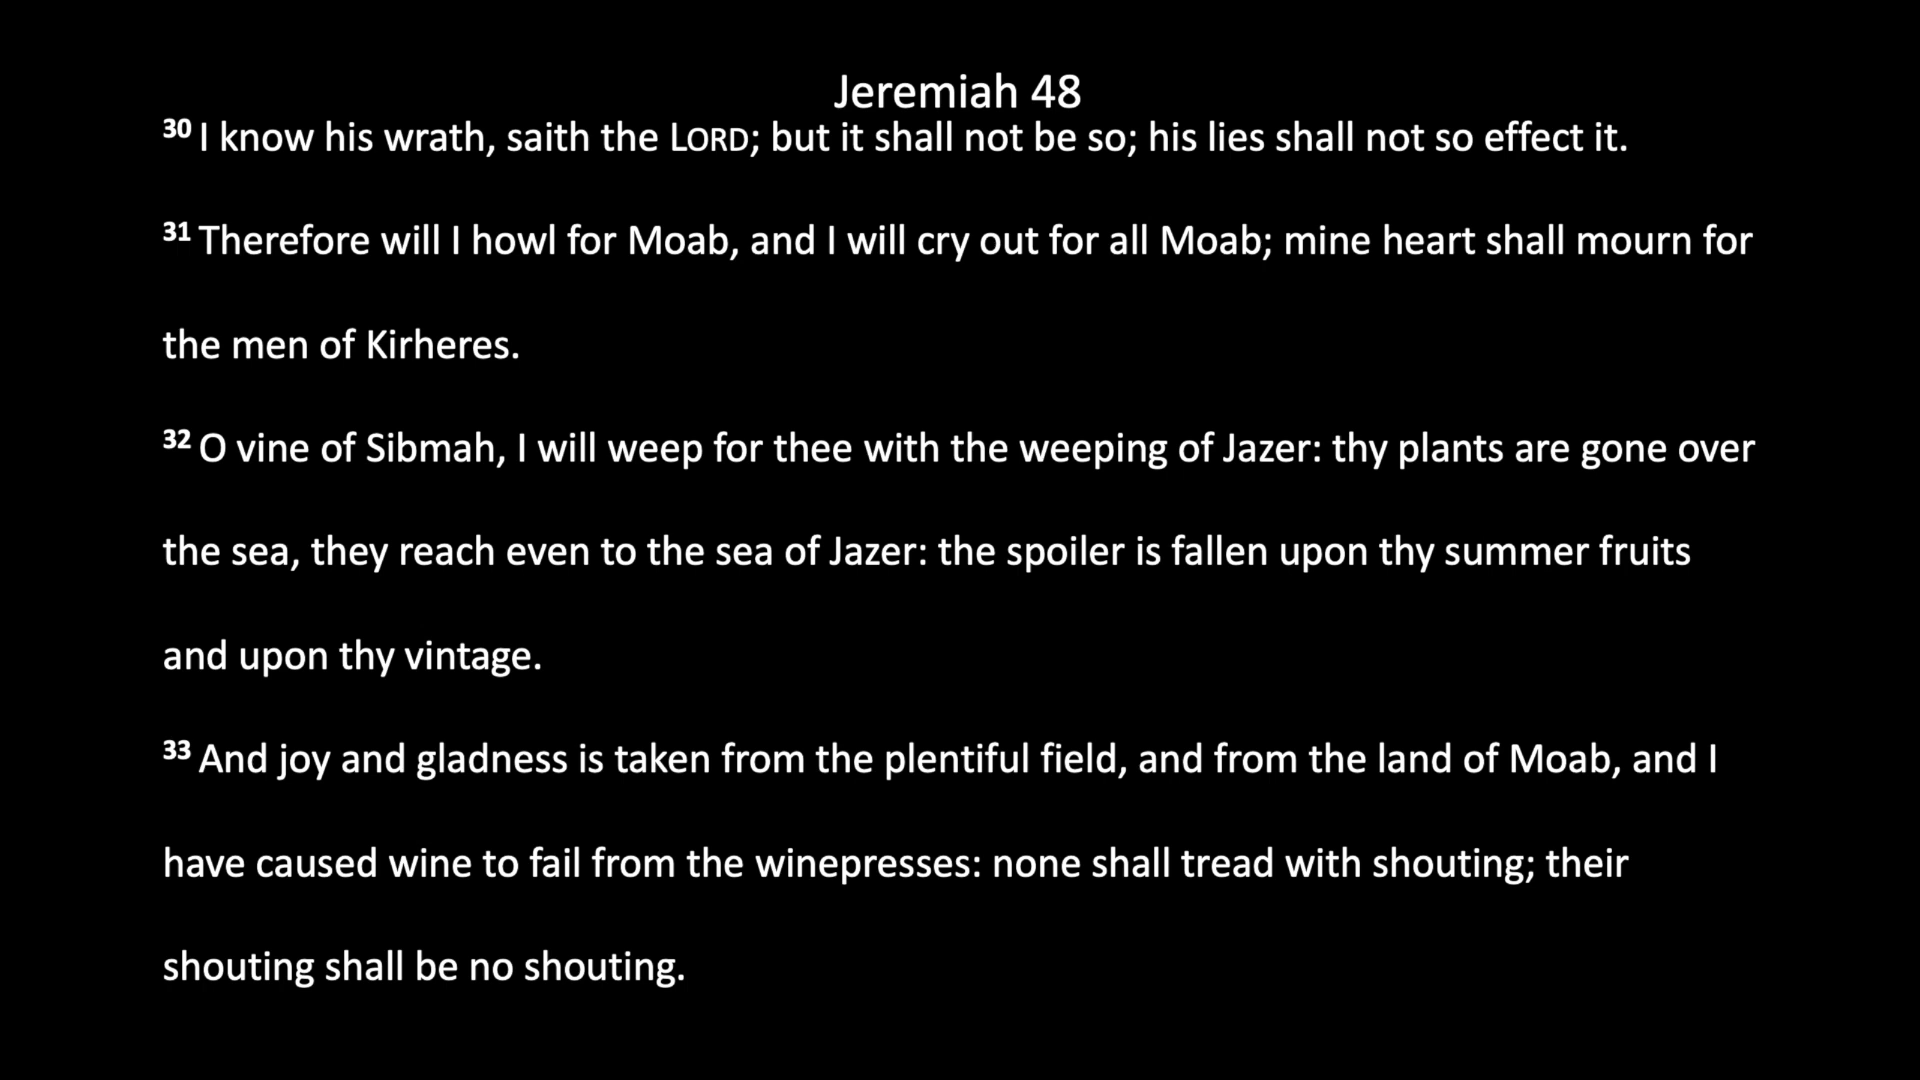 Jeremiah 48
30 I know his wrath, saith the LORD; but it shall not be so; his lies shall not so effect it.
31 Therefore will I howl for Moab, and I will cry out for all Moab; mine heart shall mourn for
the men of Kirheres.
32 O vine of Sibmah, I will weep for thee with the weeping of Jazer: thy plants are gone over
the sea, they reach even to the sea of Jazer: the spoiler is fallen upon thy summer fruits
and upon thy vintage.
33 And joy and gladness is taken from the plentiful field, and from the land of Moab, and I
have caused wine to fail from the winepresses: none shall tread with shouting; their
shouting shall be no shouting.